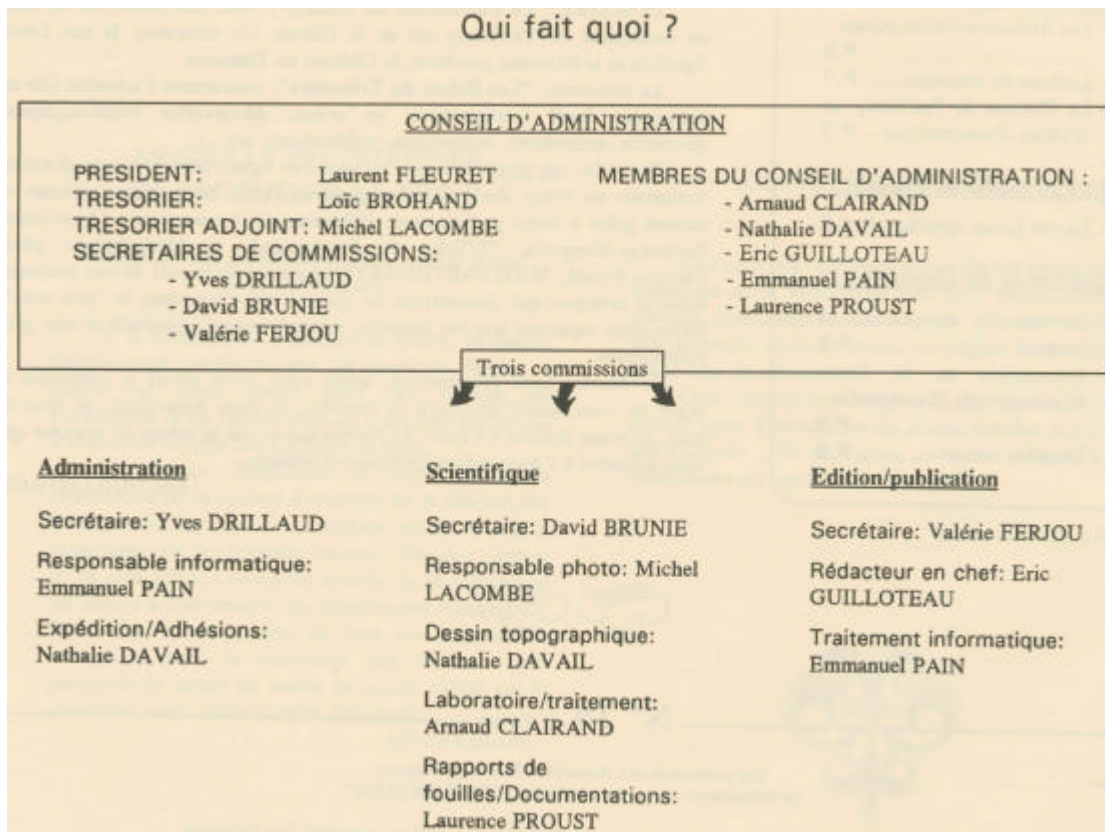 Qui fait quoi ?
CONSEIL D'ADMINISTRATION
PRESIDENT: Laurent FLEURET
TRESORIER: Loïc BROHAND
TRESORIER ADJOINT: Michel LACOMBE
SECRETAIRES DE COMMISSIONS:
- Yves DRILLAUD
- David BRUNIE
- Valérie FERJOU
MEMBRES DU CONSEIL D'ADMINISTRATION :
- Arnaud CLAIRAND
- Nathalie DAVAIL
- Eric GUILLOTEAU
- Emmanuel PAIN
- Laurence PROUST
Trois commissions
Administration
Secrétaire: Yves DRILLAUD
Responsable informatique:
Emmanuel PAIN
Expédition/Adhésions:
Nathalie DAVAIL
Scientifique
Secrétaire: David BRUNIE
Responsable photo: Michel
LACOMBE
Dessin topographique:
Nathalie DAVAIL
Laboratoire/traitement:
Arnaud CLAIRAND
Rapports de
fouilles/Documentations:
Laurence PROUST
Edition/publication
Secrétaire: Valérie FERJOU
Rédacteur en chef: Eric
GUILLOTEAU
Traitement informatique:
Emmanuel PAIN